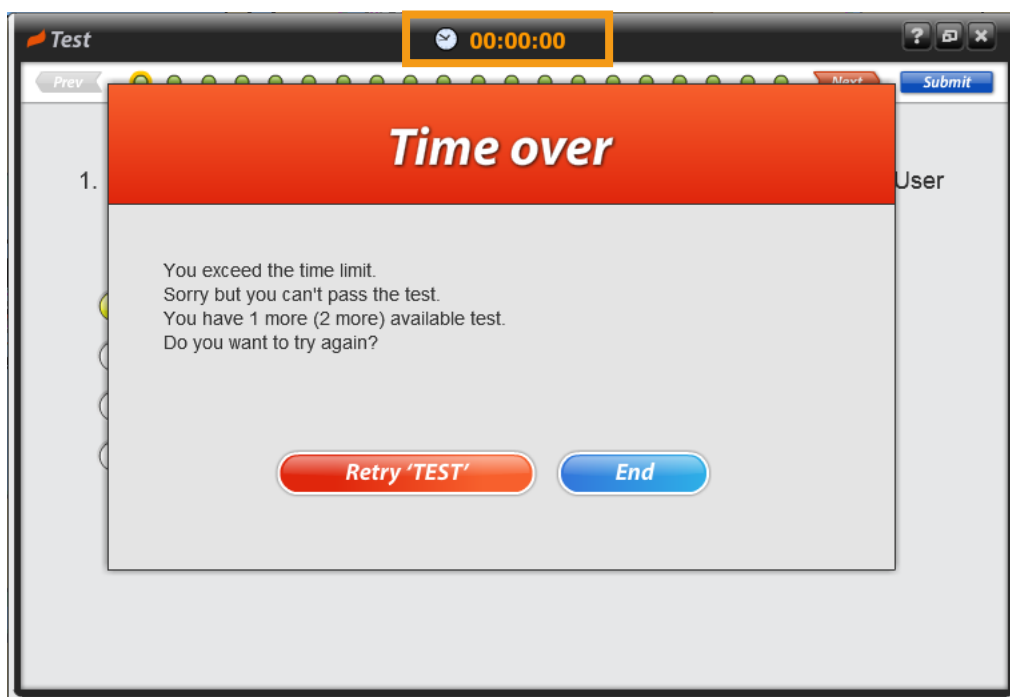 Test
00:00:00
?
Prev
Next
Submit
Time over
1.
User
You exceed the time limit.
Sorry but you can't pass the test.
You have 1 more (2 more) available test.
Do you want to try again?
Retry ‘TEST’
End